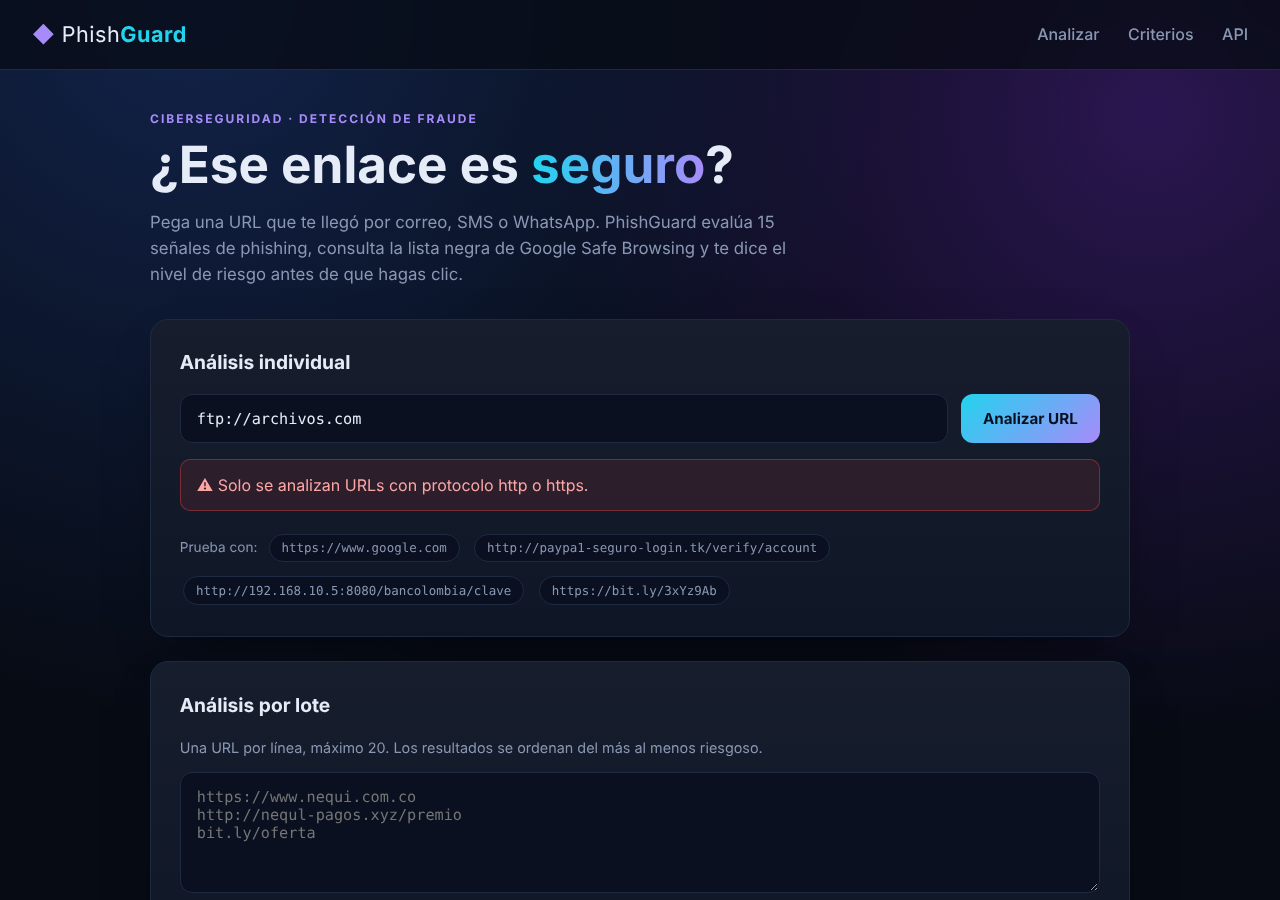 PhishGuard
Analizar Criterios API
CIBERSEGURIDAD · DETECCIÓN DE FRAUDE
¿Ese enlace es seguro?
Pega una URL que te llegó por correo, SMS o WhatsApp. PhishGuard evalúa 15
señales de phishing, consulta la lista negra de Google Safe Browsing y te dice el
nivel de riesgo antes de que hagas clic.
Análisis individual
ftp://archivos.com
Analizar URL
⚠ Solo se analizan URLs con protocolo http o https.
Prueba con: https://www.google.com http://paypa1-seguro-login.tk/verify/account
http://192.168.10.5:8080/bancolombia/clave https://bit.ly/3xYz9Ab
Análisis por lote
Una URL por línea, máximo 20. Los resultados se ordenan del más al menos riesgoso.
https://www.nequi.com.co
http://nequl-pagos.xyz/premio
bit.ly/oferta